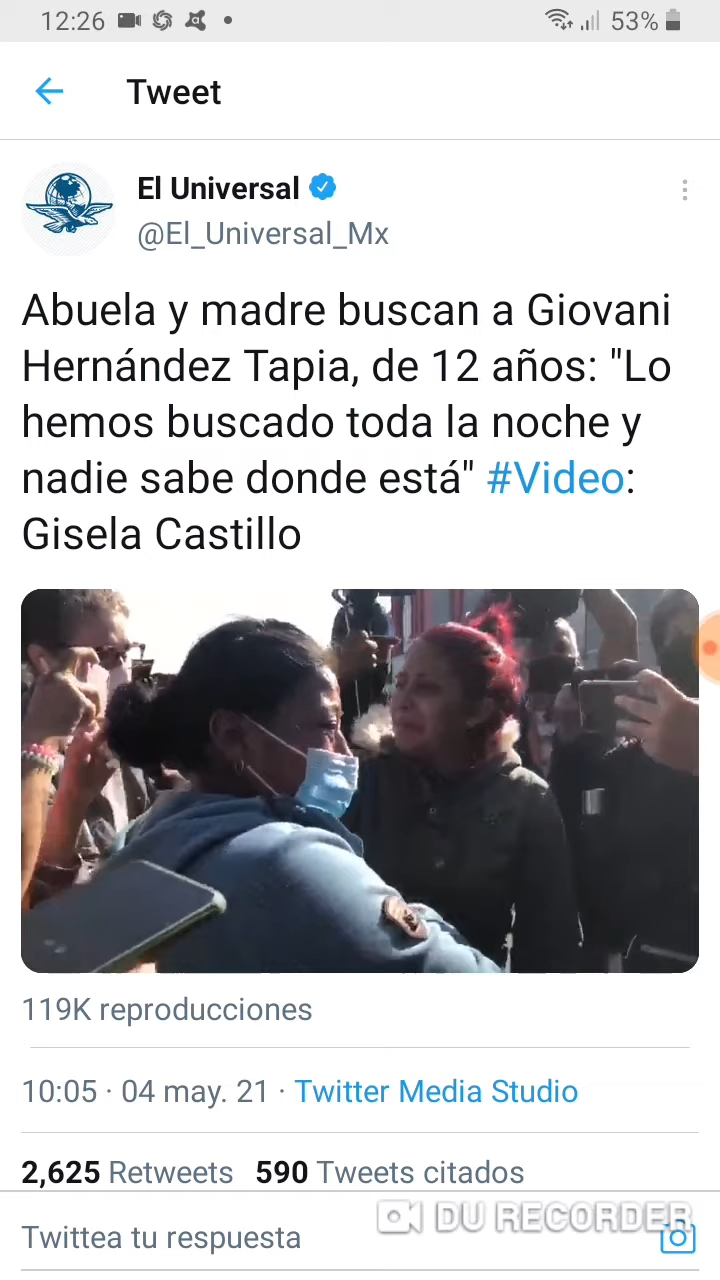 12:26
53%
Tweet
El Universal
@El_Universal_Mx
Abuela y madre buscan a Giovani
Hernández Tapia, de 12 años: "Lo
hemos buscado toda la noche y
nadie sabe donde está" #Video:
Gisela Castillo
119K reproducciones
10:05 · 04 may. 21 · Twitter Media Studio
2,625 Retweets 590 Tweets citados
DU RECORDER
Twittea tu respuesta